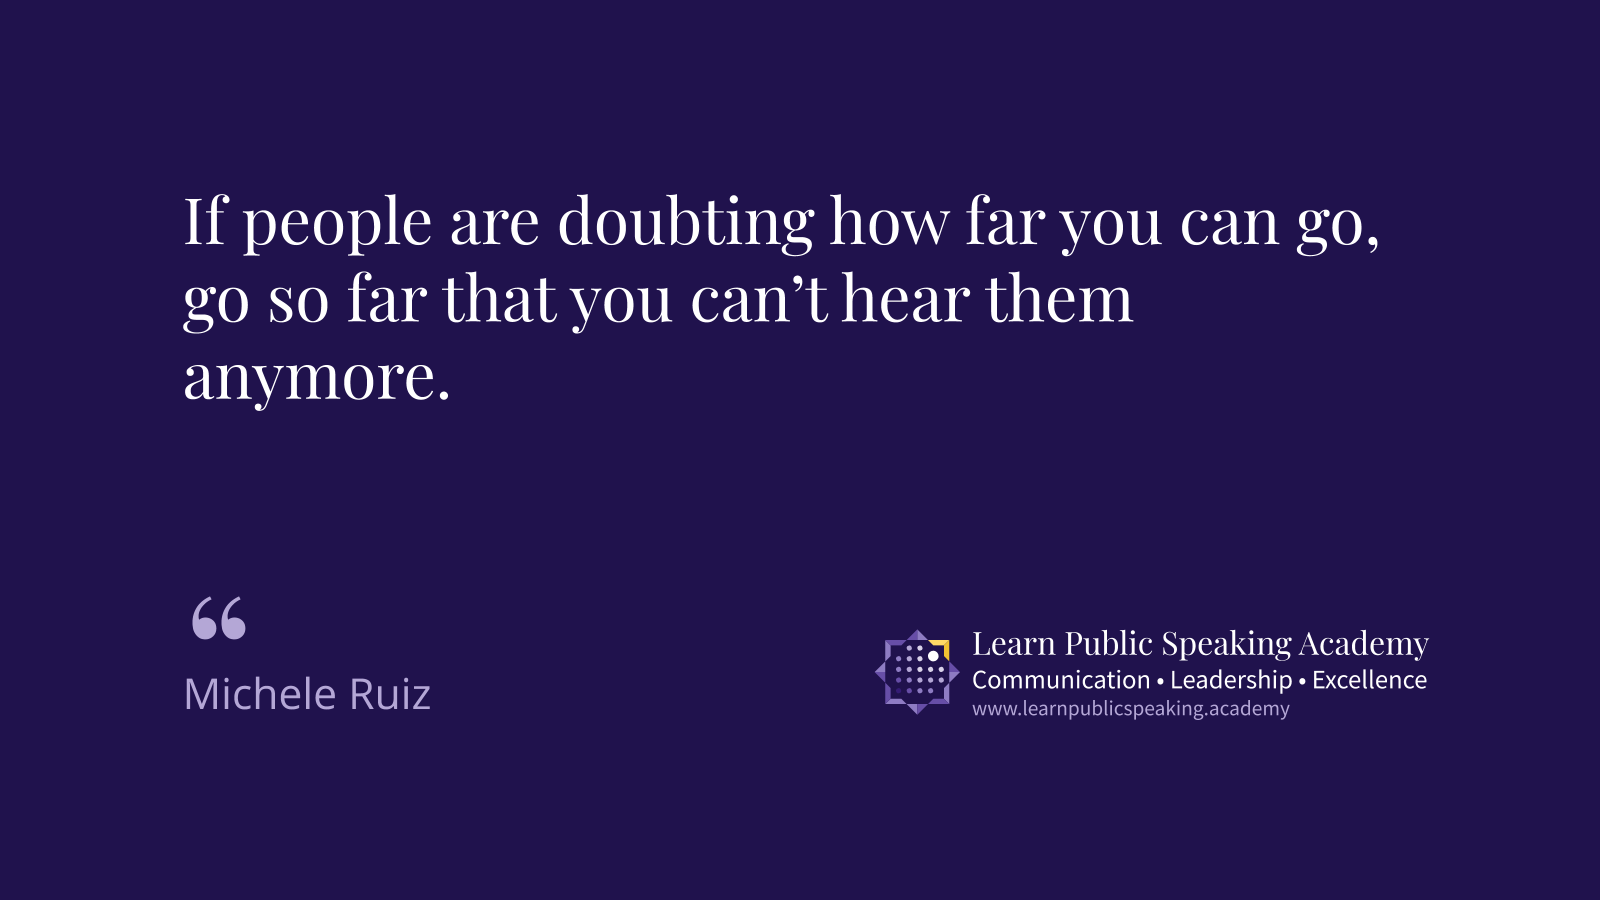 If people are doubting how far you can go,
go so far that you can’t hear them
anymore.
“
Michele Ruiz
Learn Public Speaking Academy
Communication • Leadership • Excellence
www.learnpublicspeaking.academy